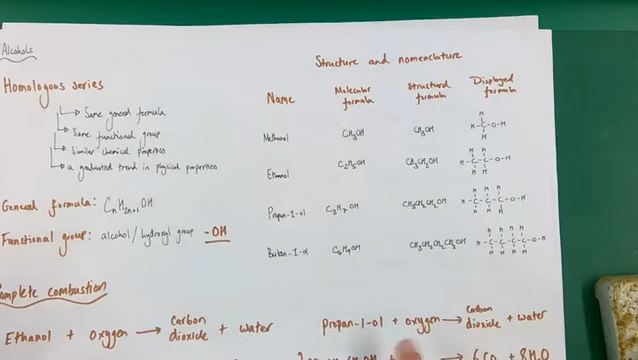 Alcohols
Homologous series
Same general formula
Same functional group
Similar chemical properties
a graduated trend in physical properties
General formula: CnH2n+1OH
Functional group: alcohol/hydroxyl group -OH
Structure and nomenclature
Name Molecular formula Structural formula Displayed formula
Methanol CH3OH CH3OH
Ethanol C2H5OH CH3CH2OH
Propan-1-ol C3H7OH CH3CH2CH2OH
Butan-1-ol CH3CH2CH2CH2OH
omplete combustion
Ethanol + oxygen → carbon dioxide + water
propan-1-ol + oxygen → carbon dioxide + water